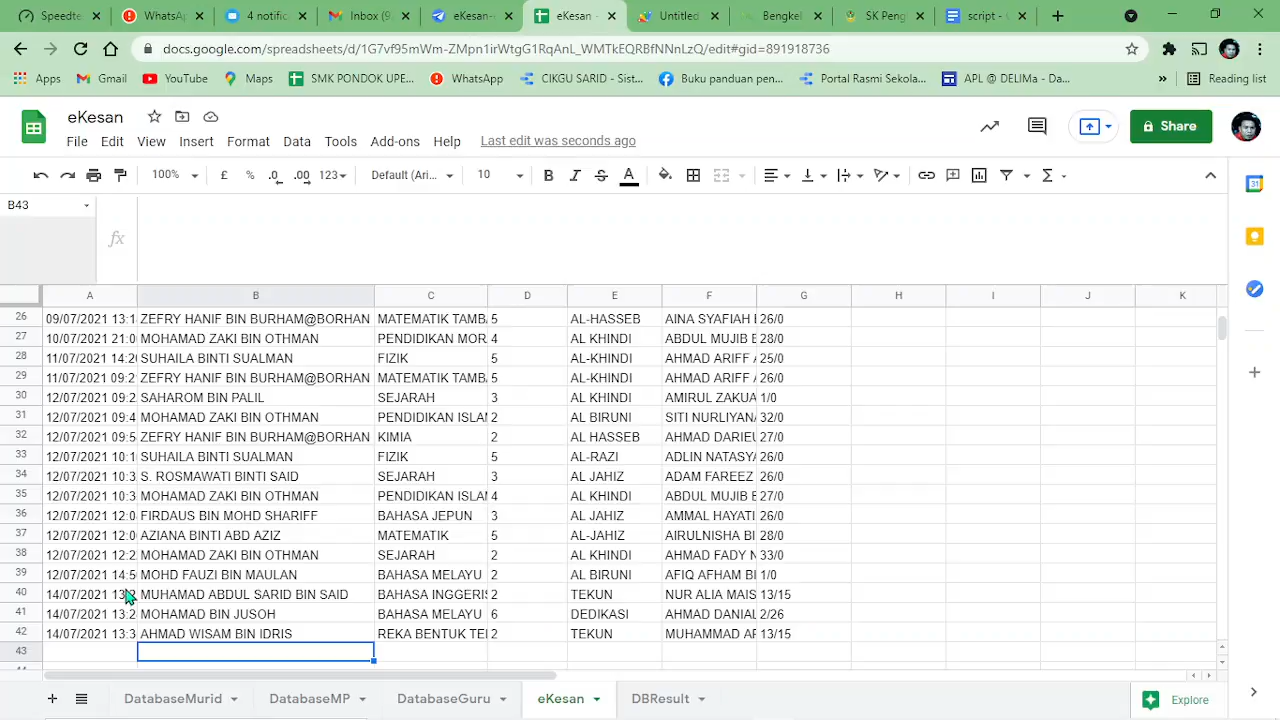 Speedte
WhatsAp
4 notific
Inbox (9
eKesan-
eKesan -
Untitled
Bengkel
SK Peng
script - G
docs.google.com/spreadsheets/d/1G7vf95mWm-ZMpn1irWtgG1RqAnL_WMTkEQRBfNNnLzQ/edit#gid=891918736
Apps
Gmail
YouTube
Maps
SMK PONDOK UPE...
WhatsApp
CIKGU SARID - Sist...
Buku panduan pen...
Portal Rasmi Sekola...
APL @ DELIMa - Da...
»
Reading list
eKesan
File Edit View Insert Format Data Tools Add-ons Help Last edit was seconds ago
Share
100% £ % .0 .00 123 Default (Ari... 10 B I S A Σ
B43
fx
A B C D E F G H I J K
26 09/07/2021 13:1 ZEFRY HANIF BIN BURHAM@BORHAN MATEMATIK TAMB 5 AL-HASSEB AINA SYAFIAH 26/0
27 10/07/2021 21:0 MOHAMAD ZAKI BIN OTHMAN PENDIDIKAN MOR 4 AL KHINDI ABDUL MUJIB 28/0
28 11/07/2021 14:2 SUHAILA BINTI SUALMAN FIZIK 5 AL-KHINDI AHMAD ARIFF 25/0
29 11/07/2021 09:2 ZEFRY HANIF BIN BURHAM@BORHAN MATEMATIK TAMB 5 AL-KHINDI AHMAD ARIFF 26/0
30 12/07/2021 09:2 SAHAROM BIN PALIL SEJARAH 3 AL KHINDI AMIRUL ZAKUA 1/0
31 12/07/2021 09:4 MOHAMAD ZAKI BIN OTHMAN PENDIDIKAN ISLA 2 AL BIRUNI SITI NURLIYAN 32/0
32 12/07/2021 09:5 ZEFRY HANIF BIN BURHAM@BORHAN KIMIA 2 AL HASSEB AHMAD DARIE 27/0
33 12/07/2021 10:1 SUHAILA BINTI SUALMAN FIZIK 5 AL-RAZI ADLIN NATASY 26/0
34 12/07/2021 10:3 S. ROSMAWATI BINTI SAID SEJARAH 3 AL JAHIZ ADAM FAREEZ 26/0
35 12/07/2021 10:3 MOHAMAD ZAKI BIN OTHMAN PENDIDIKAN ISLA 4 AL KHINDI ABDUL MUJIB 27/0
36 12/07/2021 12:0 FIRDAUS BIN MOHD SHARIFF BAHASA JEPUN 3 AL JAHIZ AMMAL HAYATI 26/0
37 12/07/2021 12:0 AZIANA BINTI ABD AZIZ MATEMATIK 5 AL-JAHIZ AIRULNISHA BI 28/0
38 12/07/2021 12:2 MOHAMAD ZAKI BIN OTHMAN SEJARAH 2 AL KHINDI AHMAD FADY 33/0
39 12/07/2021 14:5 MOHD FAUZI BIN MAULAN BAHASA MELAYU 2 AL BIRUNI AFIQ AFHAM BI 1/0
40 14/07/2021 MUHAMAD ABDUL SARID BIN SAID BAHASA INGGERIS 2 TEKUN NUR ALIA MAIS 13/15
41 14/07/2021 13:2 MOHAMAD BIN JUSOH BAHASA MELAYU 6 DEDIKASI AHMAD DANIAL 2/26
42 14/07/2021 13:3 AHMAD WISAM BIN IDRIS REKA BENTUK TE 2 TEKUN MUHAMMAD 13/15
43
DatabaseMurid DatabaseMP DatabaseGuru eKesan DBResult Explore